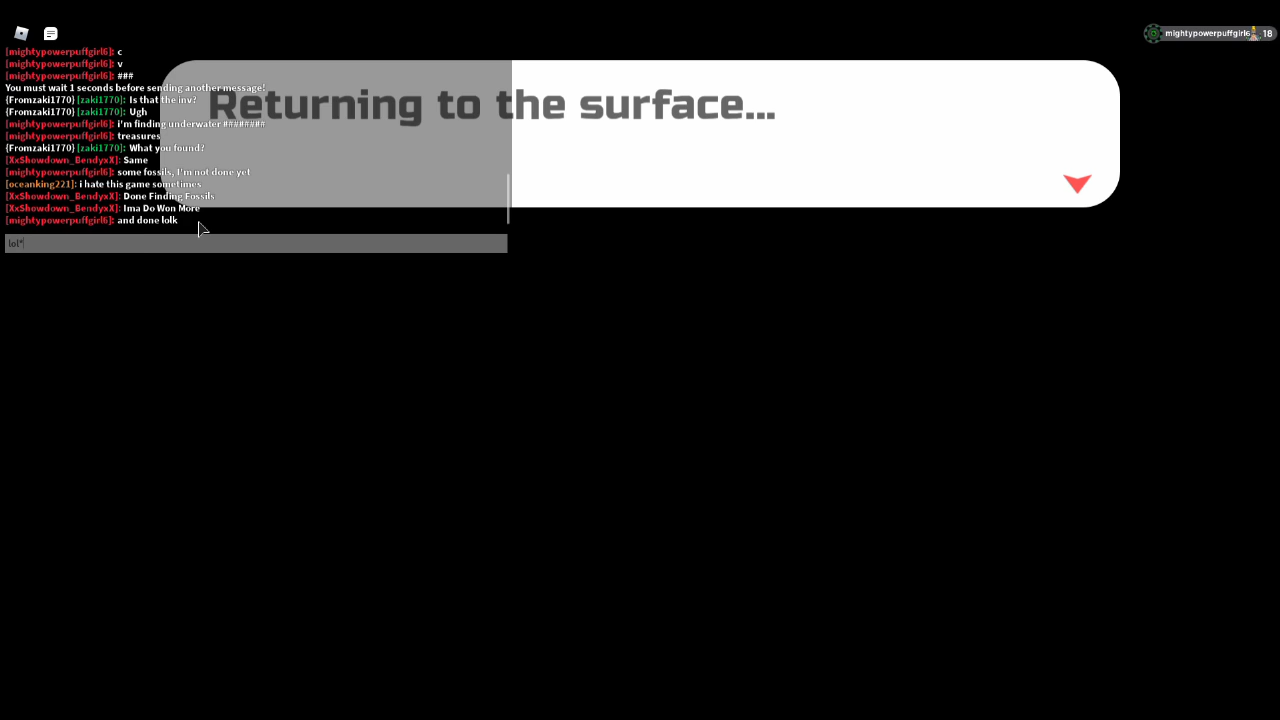 mightypowerpuffgirl6 18
[mightypowerpuffgirl6]: c
[mightypowerpuffgirl6]: v
[mightypowerpuffgirl6]: ###
You must wait 1 seconds before sending another message!
{Fromzaki1770} [zaki1770]: Is that the inv?
{Fromzaki1770} [zaki1770]: Ugh
[mightypowerpuffgirl6]: i'm finding underwater ########
[mightypowerpuffgirl6]: treasures
{Fromzaki1770} [zaki1770]: What you found?
[XxShowdown_BendyxX]: Same
[mightypowerpuffgirl6]: some fossils, I'm not done yet
[oceanking221]: i hate this game sometimes
[XxShowdown_BendyxX]: Done Finding Fossils
[XxShowdown_BendyxX]: Ima Do Won More
[mightypowerpuffgirl6]: and done lolk
lol*
Returning to the surface...